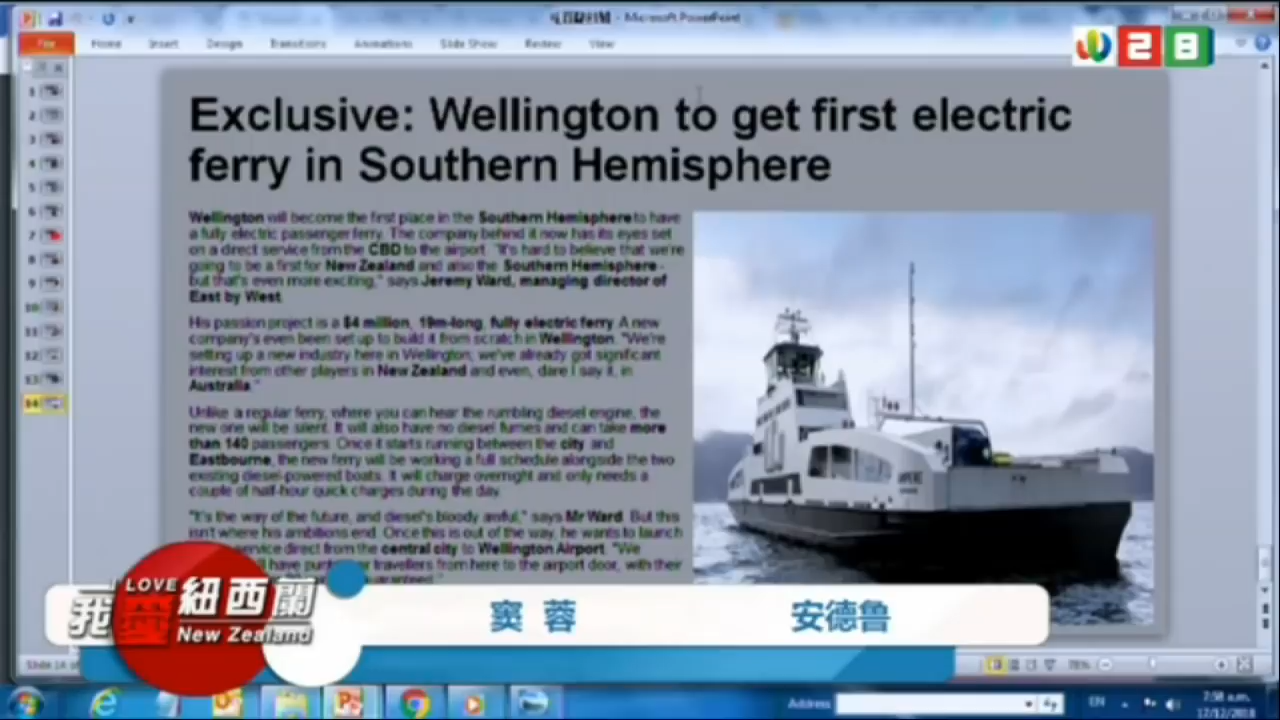 Microsoft PowerPoint
File Home Insert Design Transitions Animations Slide Show Review View
28
Exclusive: Wellington to get first electric
ferry in Southern Hemisphere
Wellington will become the first place in the Southern Hemisphere to have
a fully electric passenger ferry. The company behind it now has its eyes set
on a direct service from the CBD to the airport. "It's hard to believe that we're
going to be a first for New Zealand and also the Southern Hemisphere -
but that's even more exciting," says Jeremy Ward, managing director of
East by West.
His passion project is a $4 million, 19m-long, fully electric ferry. A new
company's even been set up to build it from scratch in Wellington. "We're
setting up a new industry here in Wellington; we've already got significant
interest from other players in New Zealand and even, dare I say it, in
Australia."
Unlike a regular ferry, where you can hear the rumbling diesel engine, the
new one will be silent. It will also have no diesel fumes and can take more
than 140 passengers. Once it starts running between the city and
Eastbourne, the new ferry will be working a full schedule alongside the two
existing diesel-powered boats. It will charge overnight and only needs a
couple of half-hour quick charges during the day.
"It's the way of the future, and diesel's bloody awful," says Mr Ward. But this
isn't where his ambitions end. Once this is out of the way, he wants to launch
service direct from the central city to Wellington Airport. "We
have travellers from here to the airport door, with their
I LOVE
我愛 紐西蘭
New Zealand
窦 蓉 安德鲁
78%
Address EN
7:58 a.m.
17/12/2018